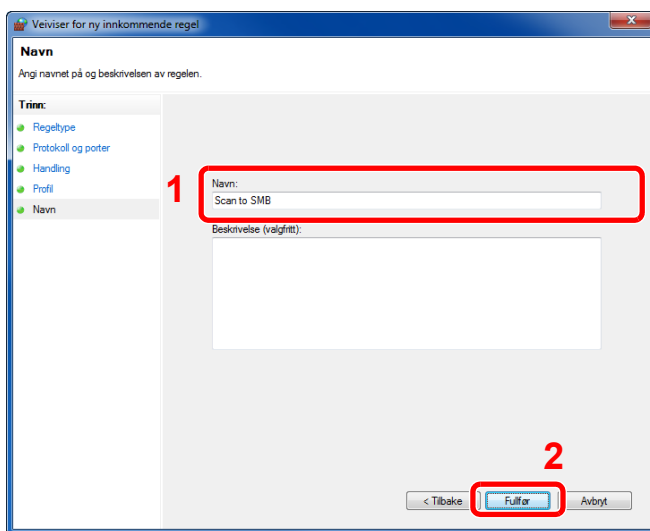 Veiviser for ny innkommende regel
Navn
Angi navnet på og beskrivelsen av regelen.
Trinn:
Regeltype
Protokoll og porter
Handling
Profil
Navn
1
Navn:
Scan to SMB
Beskrivelse (valgfritt):
2
< Tilbake
Fullfør
Avbryt